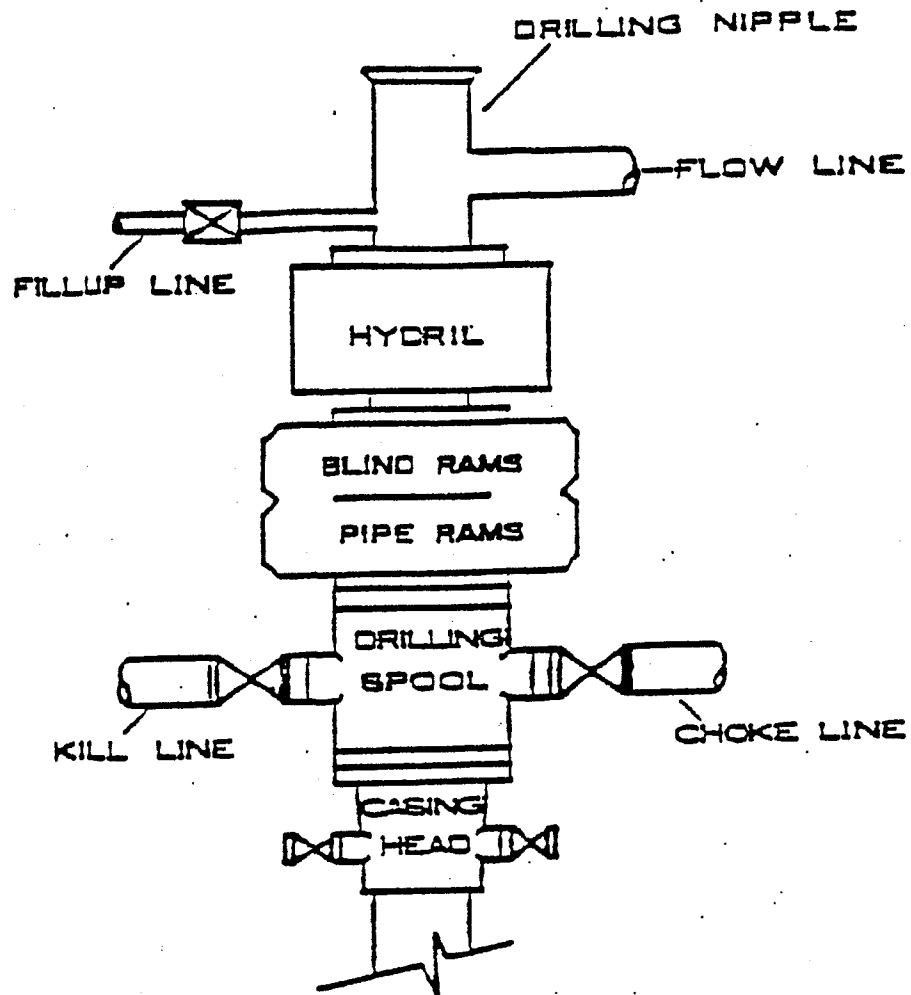 DRILLING NIPPLE
FLOW LINE
FILLUP LINE
HYDRIL
BLIND RAMS
PIPE RAMS
DRILLING
SPOOL
KILL LINE
CHOKE LINE
CASING
HEAD